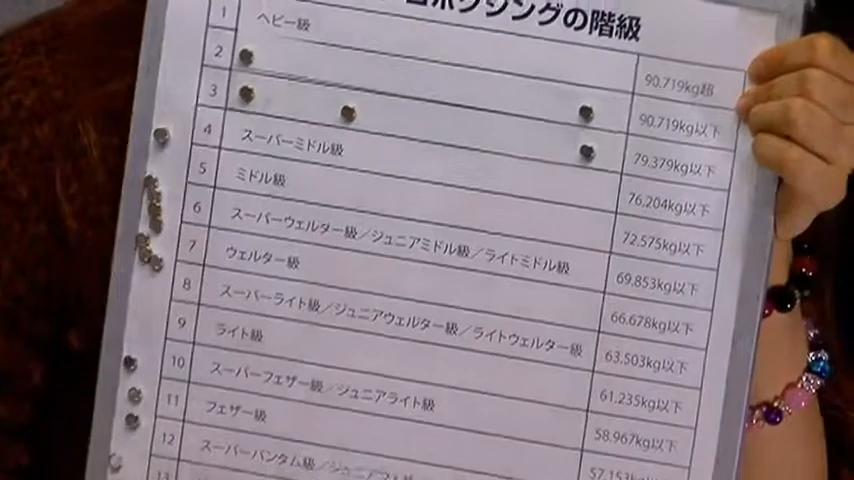 ボクシングの階級
1 ヘビー級 90.719kg超
2 90.719kg以下
3 79.379kg以下
4 スーパーミドル級 76.204kg以下
5 ミドル級 72.575kg以下
6 スーパーウェルター級／ジュニアミドル級／ライトミドル級 69.853kg以下
7 ウェルター級 66.678kg以下
8 スーパーライト級／ジュニアウェルター級／ライトウェルター級 63.503kg以下
9 ライト級 61.235kg以下
10 スーパーフェザー級／ジュニアライト級 58.967kg以下
11 フェザー級 57.153kg以下
12 スーパーバンタム級／ジュニアフェ
13